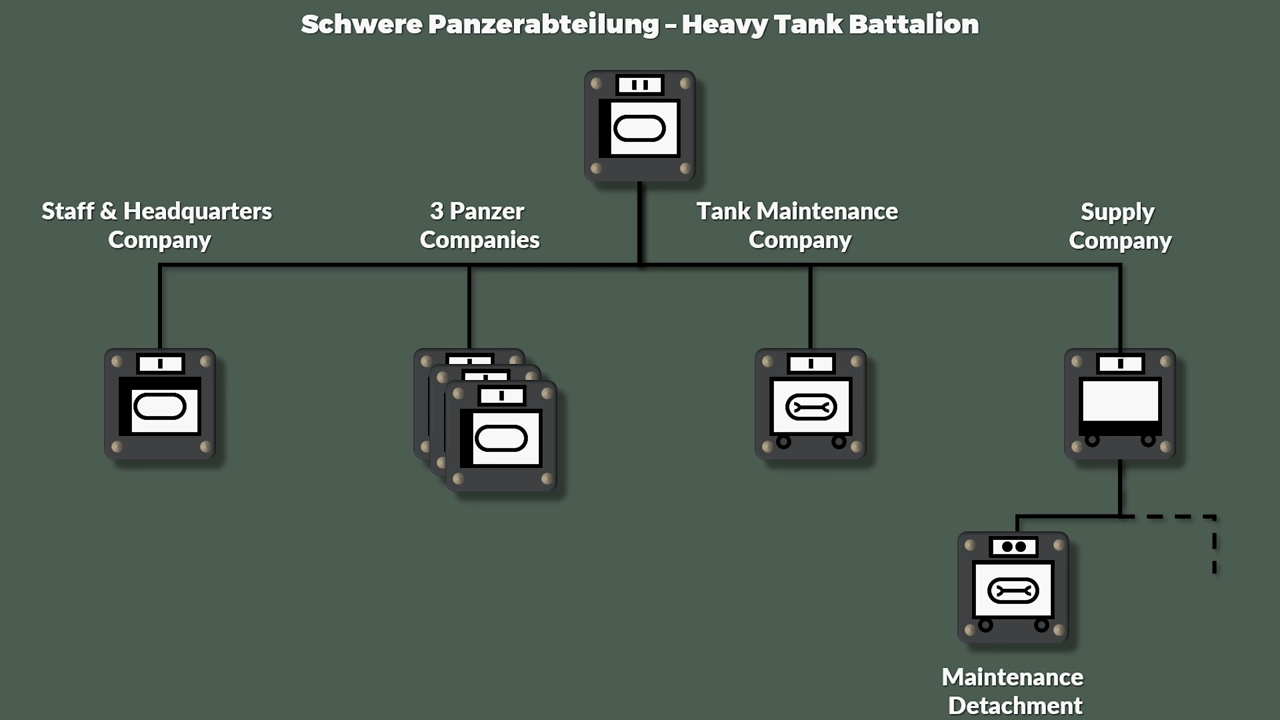 Schwere Panzerabteilung – Heavy Tank Battalion
Staff & Headquarters
Company
3 Panzer
Companies
Tank Maintenance
Company
Supply
Company
Maintenance
Detachment